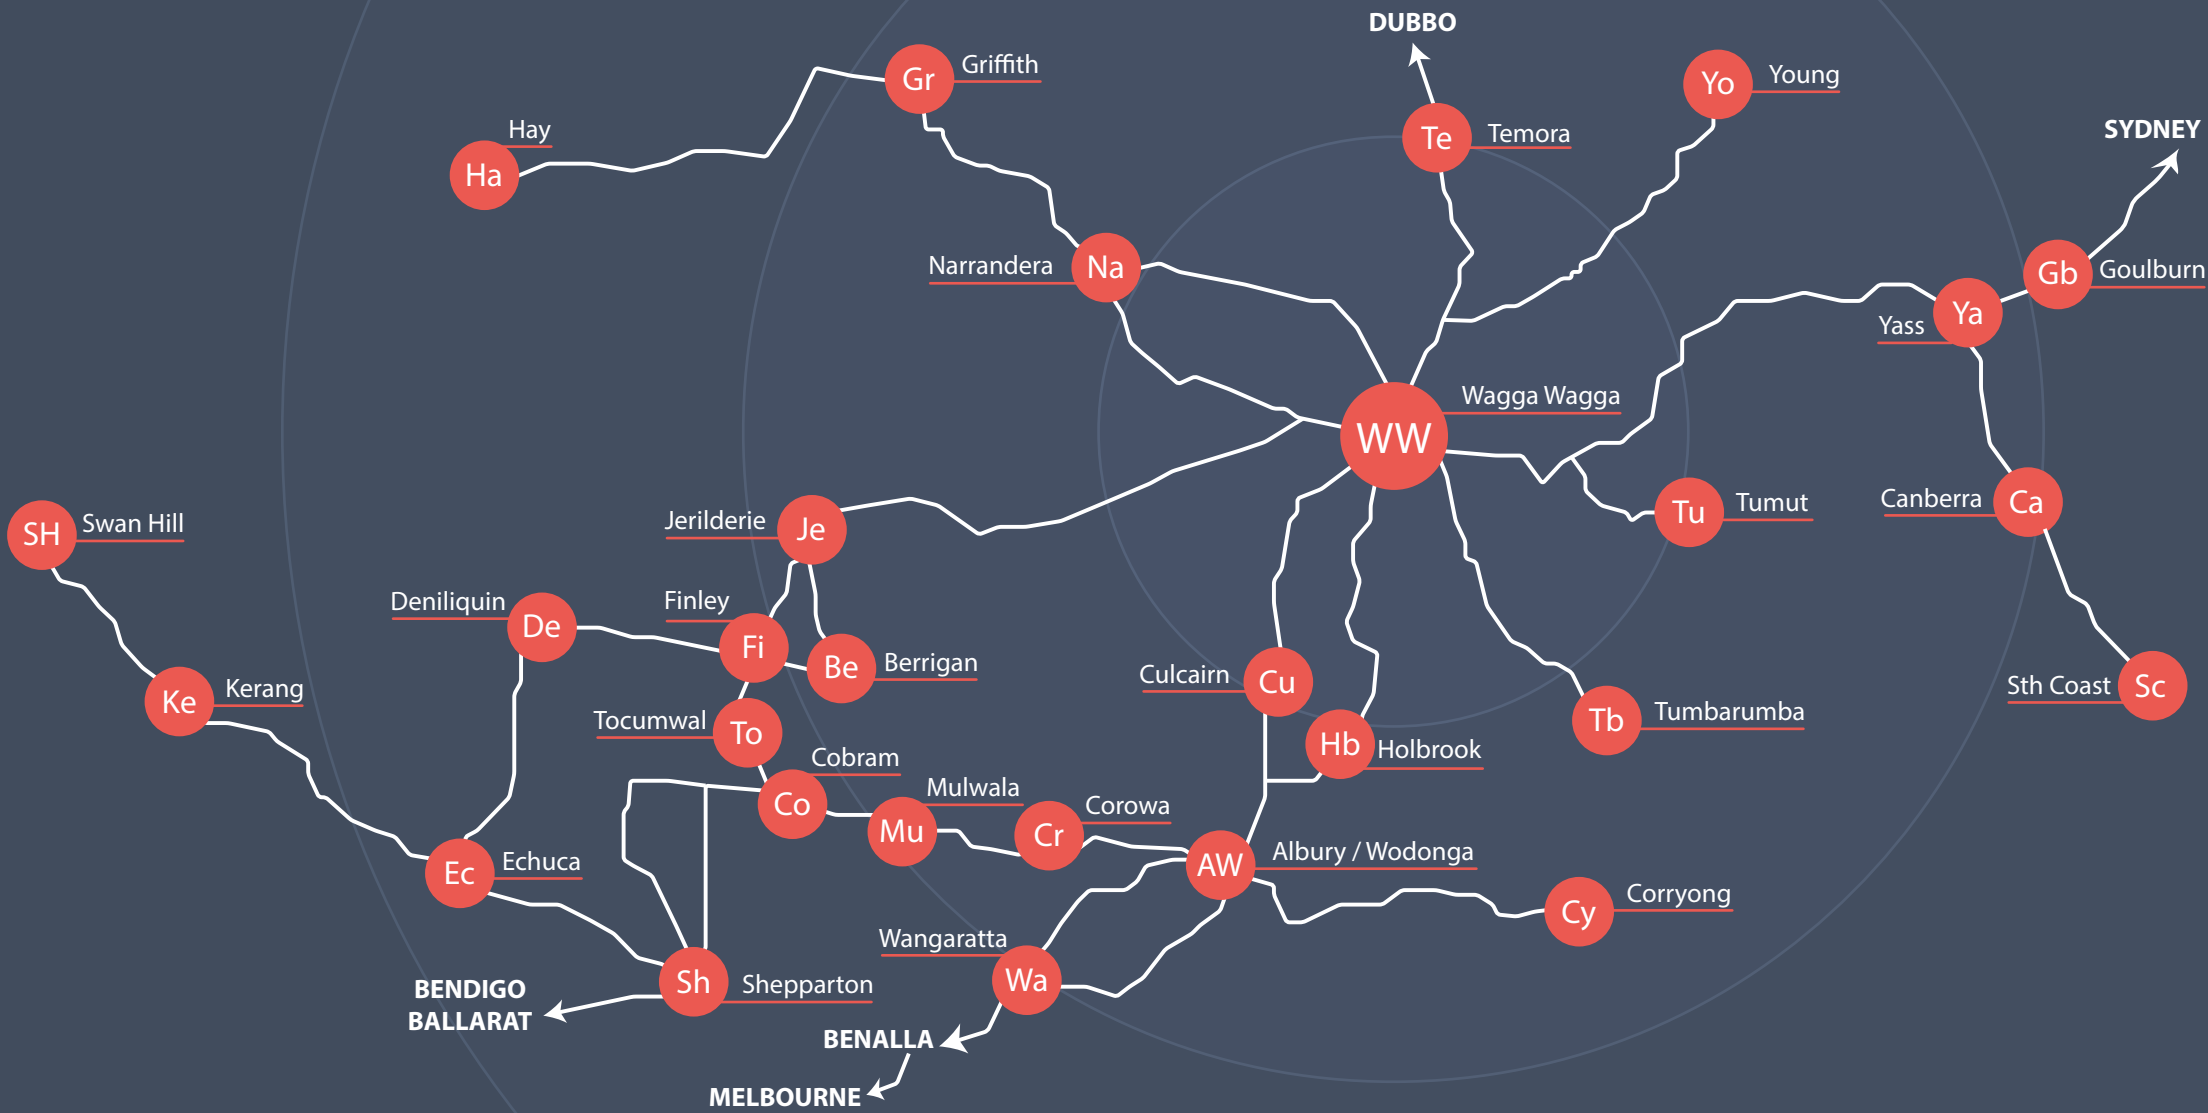 DUBBO
Gr
Griffith
Yo
Young
Te
Temora
SYDNEY
Hay
Ha
Narrandera
Na
Gb
Goulburn
Ya
Yass
Wagga Wagga
WW
Swan Hill
SH
Jerilderie
Je
Tu
Tumut
Canberra
Ca
Deniliquin
De
Finley
Fi
Be
Berrigan
Culcairn
Cu
Sth Coast
Sc
Kerang
Ke
Tocumwal
To
Tb
Tumbarumba
Hb
Holbrook
Cobram
Co
Mulwala
Mu
Corowa
Cr
AW
Albury / Wodonga
Ec
Echuca
Cy
Corryong
Wangaratta
Wa
Sh
Shepparton
BENDIGO
BALLARAT
BENALLA
MELBOURNE